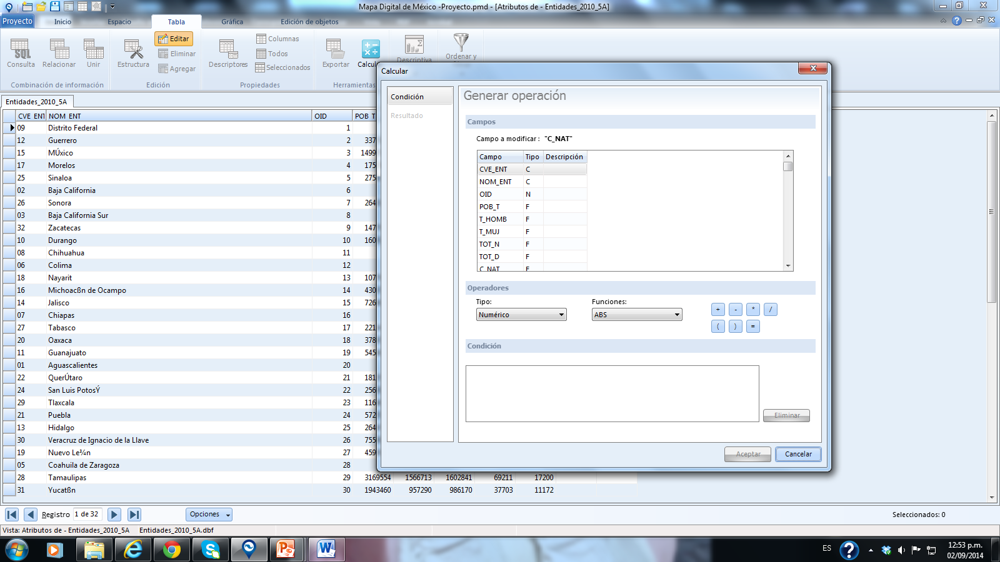 Mapa Digital de México -Proyecto.pmd - [Atributos de - Entidades_2010_5A]
Proyecto Inicio Espacio Tabla Gráfica Edición de objetos
SQL
Consulta Relacionar Unir
Combinación de información
Estructura
Editar
Eliminar
Agregar
Edición
Descriptores
Columnas
Todos
Seleccionados
Propiedades
Exportar
Herramientas
Descriptiva
Ordenar y
Entidades_2010_5A
CVE_ENT NOM_ENT OID POB_T
09 Distrito Federal 1
12 Guerrero 2 337
15 MÚxico 3 1499
17 Morelos 4 175
25 Sinaloa 5 275
02 Baja California 6
26 Sonora 7 264
03 Baja California Sur 8
32 Zacatecas 9 147
10 Durango 10 160
08 Chihuahua 11
06 Colima 12
18 Nayarit 13 107
16 Michoacßn de Ocampo 14 430
14 Jalisco 15 726
07 Chiapas 16
27 Tabasco 17 221
20 Oaxaca 18 378
11 Guanajuato 19 545
01 Aguascalientes 20
22 QuerÚtaro 21 181
24 San Luis PotosÝ 22 256
29 Tlaxcala 23 116
21 Puebla 24 572
13 Hidalgo 25 264
30 Veracruz de Ignacio de la Llave 26 755
19 Nuevo Le¾n 27 459
05 Coahuila de Zaragoza 28
28 Tamaulipas 29 3169554 1566713 1602841 69211 17200
31 Yucatßn 30 1943460 957290 986170 37703 11172
Calcular
Condición
Resultado
Generar operación
Campos
Campo a modificar : "C_NAT"
Campo Tipo Descripción
CVE_ENT C
NOM_ENT C
OID N
POB_T F
T_HOMB F
T_MUJ F
TOT_N F
TOT_D F
C_NAT F
Operadores
Tipo: Funciones:
Numérico ABS
+ - * /
( ) =
Condición
Eliminar
Aceptar Cancelar
Registro 1 de 32 Opciones Seleccionados: 0
Vista: Atributos de - Entidades_2010_5A Entidades_2010_5A.dbf
ES 12:53 p.m.
02/09/2014